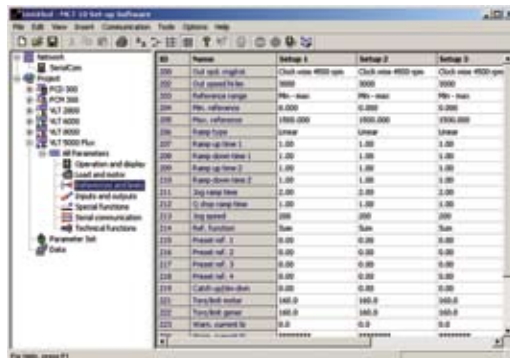 Untitled - MCT 10 Set-up Software
File Edit View Insert Communication Tools Options Help
Network
SerialCom
Project
FCD 300
FCM 300
VLT 2800
VLT 6000
VLT 8000
VLT 5000 Flux
All Parameters
Operation and display
Load and motor
References and limits
Inputs and outputs
Special functions
Serial communication
Technical functions
Parameter Set
Data
ID Name Setup 1 Setup 2 Setup 3
200 Out spd. rng/rot Clock wise 4500 rpm Clock wise 4500 rpm Clock wise 4500 rpm
202 Out speed hi lim 3000 3000 3000
203 Reference range Min - max Min - max Min - max
204 Min. reference 0.000 0.000 0.000
205 Max. reference 1500.000 1500.000 1500.000
206 Ramp type Linear Linear Linear
207 Ramp up time 1 1.00 1.00 1.00
208 Ramp down time 1 1.00 1.00 1.00
209 Ramp up time 2 1.00 1.00 1.00
210 Ramp down time 2 1.00 1.00 1.00
211 Jog ramp time 2.00 2.00 2.00
212 Q stop ramp time 1.00 1.00 1.00
213 Jog speed 200 200 200
214 Ref. function Sum Sum Sum
215 Preset ref. 1 0.00 0.00 0.00
216 Preset ref. 2 0.00 0.00 0.00
217 Preset ref. 3 0.00 0.00 0.00
218 Preset ref. 4 0.00 0.00 0.00
219 Catch up/slw dwn 0.00 0.00 0.00
221 Torq limit motor 160.0 160.0 160.0
222 Torq limit gener 160.0 160.0 160.0
223 Warn. current lo 0.0 0.0 0.0
For Help, press F1